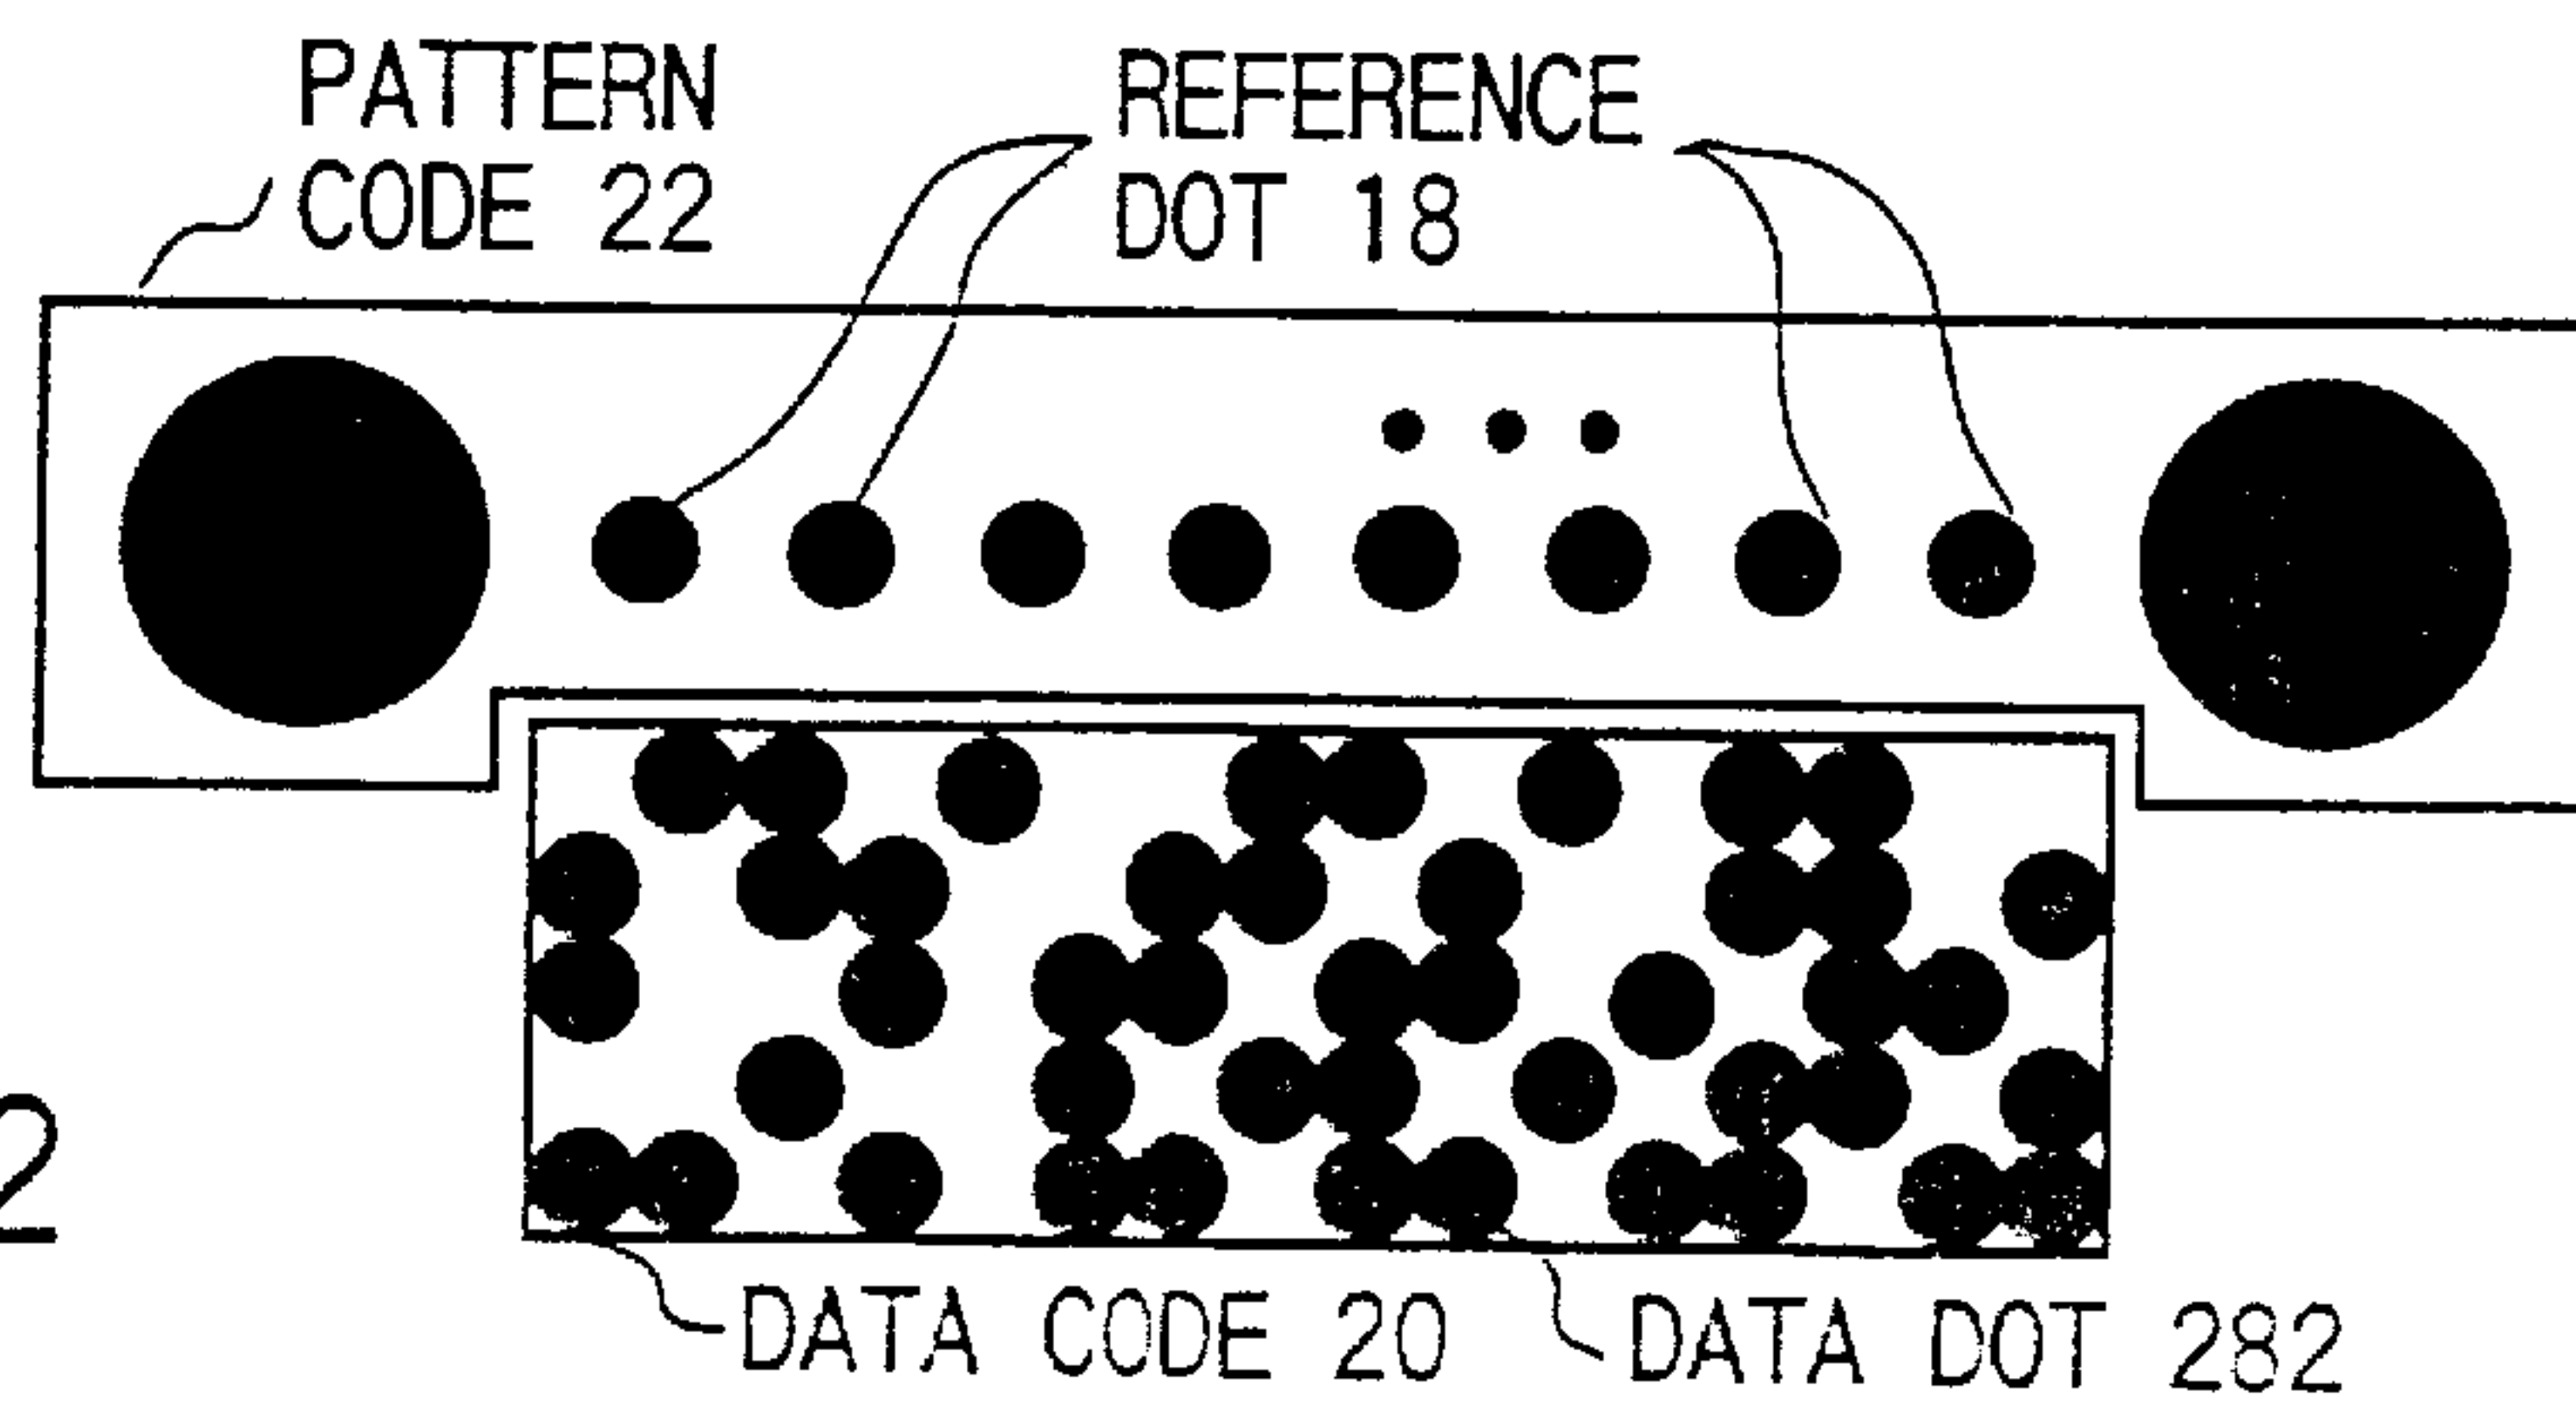 PATTERN
CODE 22
REFERENCE
DOT 18
2
DATA CODE 20
DATA DOT 282